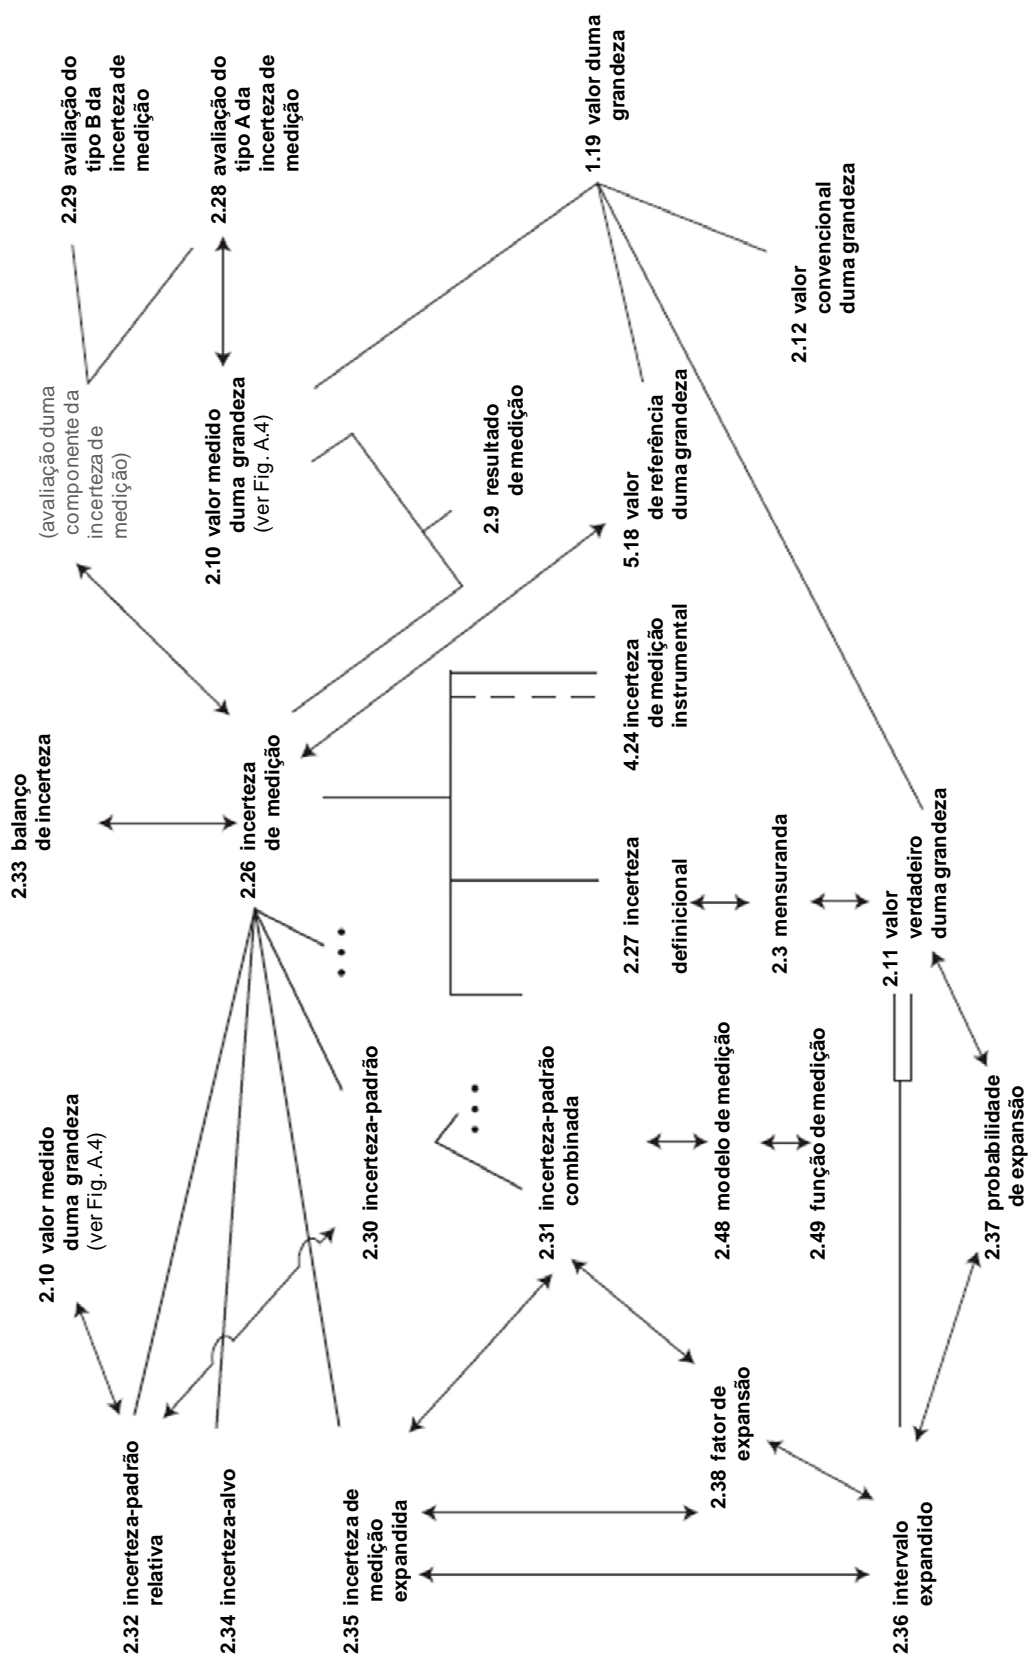 2.29 avaliação do
tipo B da
incerteza de
medição
2.28 avaliação do
tipo A da
incerteza de
medição
1.19 valor duma
grandeza
(avaliação duma
componente da
incerteza de
medição)
2.10 valor medido
duma grandeza
(ver Fig. A.4)
2.9 resultado
de medição
5.18 valor
de referência
duma grandeza
2.12 valor
convencional
duma grandeza
2.33 balanço
de incerteza
2.26 incerteza
de medição
4.24 incerteza
de medição
instrumental
2.27 incerteza
definicional
2.3 mensuranda
2.11 valor
verdadeiro
duma grandeza
2.10 valor medido
duma grandeza
(ver Fig. A.4)
2.30 incerteza-padrão
2.31 incerteza-padrão
combinada
2.48 modelo de medição
2.49 função de medição
2.37 probabilidade
de expansão
2.32 incerteza-padrão
relativa
2.34 incerteza-alvo
2.35 incerteza de
medição
expandida
2.38 fator de
expansão
2.36 intervalo
expandido